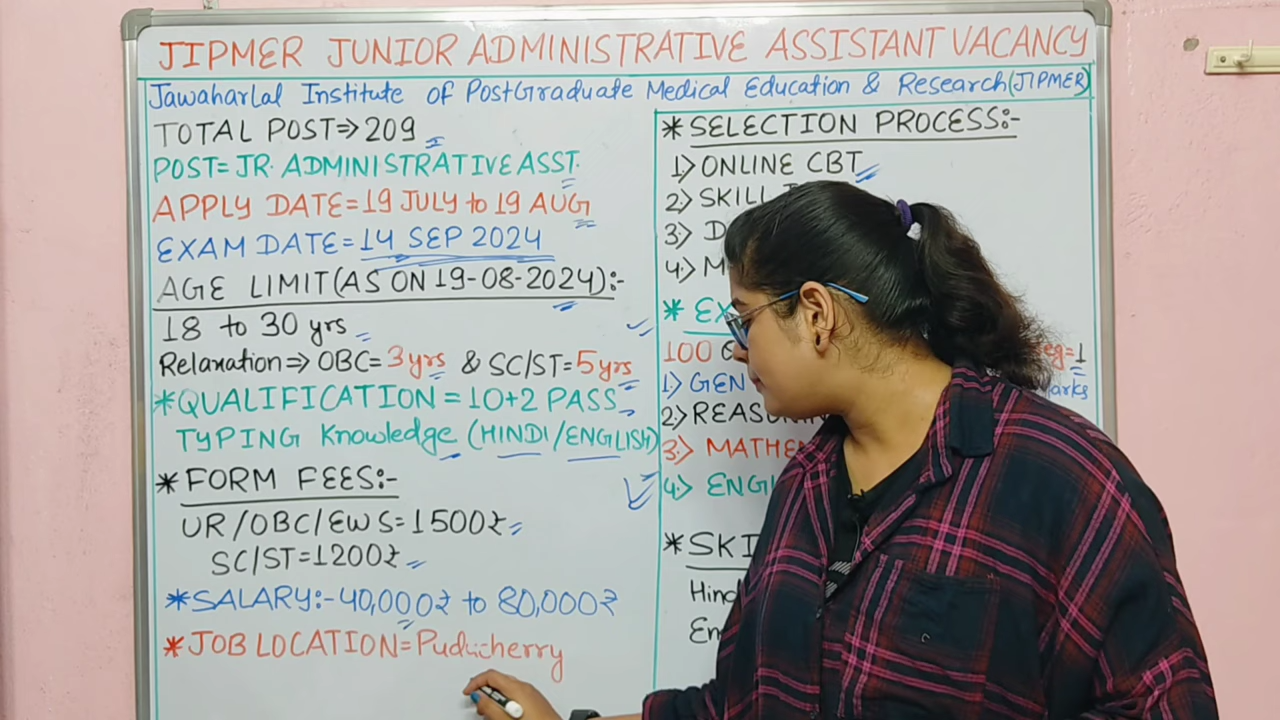 JIPMER JUNIOR ADMINISTRATIVE ASSISTANT VACANCY
Jawaharlal Institute of PostGraduate Medical Education & Research(JIPMER)
TOTAL POST⇒209
POST=JR. ADMINISTRATIVE ASST.
APPLY DATE=19 JULY to 19 AUG
EXAM DATE=14 SEP 2024
AGE LIMIT(AS ON 19-08-2024):-
18 to 30 yrs
Relaxation⇒OBC=3yrs & SC/ST=5yrs
*QUALIFICATION=10+2 PASS
TYPING Knowledge (HINDI/ENGLISH)
*FORM FEES:-
UR/OBC/EWS=1500₹
SC/ST=1200₹
*SALARY:-40,000₹ to 80,000₹
*JOB LOCATION=Puducherry
*SELECTION PROCESS:-
1) ONLINE CBT
2) SKILL
3)
4)
*
100 =1
1) GEN
2) REASONIN
3) MATHE
4) ENGL
*SKI
Hind